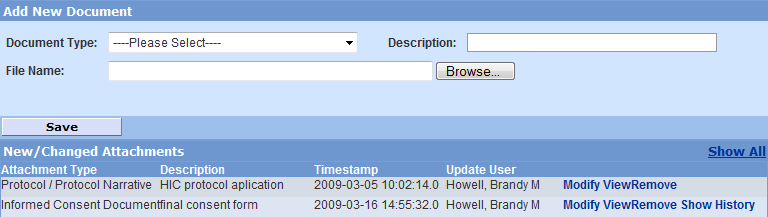 Add New Document
Document Type: ----Please Select---- Description:
File Name: Browse...
Save
New/Changed Attachments Show All
Attachment Type Description Timestamp Update User
Protocol / Protocol Narrative HIC protocol aplication 2009-03-05 10:02:14.0 Howell, Brandy M Modify ViewRemove
Informed Consent Documentfinal consent form 2009-03-16 14:55:32.0 Howell, Brandy M Modify ViewRemove Show History